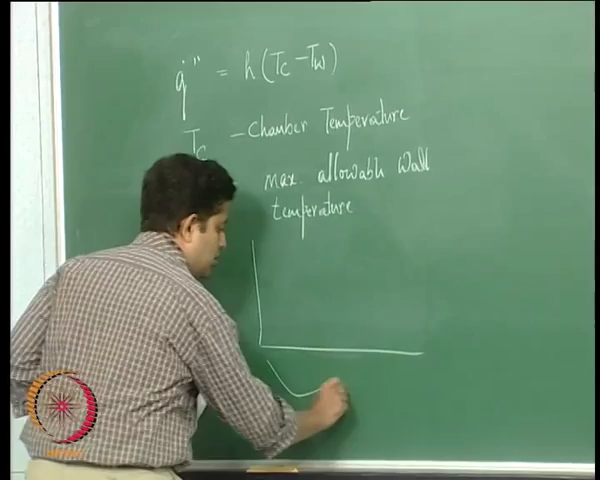 q̇" = h (Tc - Tw)
Tc - Chamber Temperature
max. allowable Wall
temperature